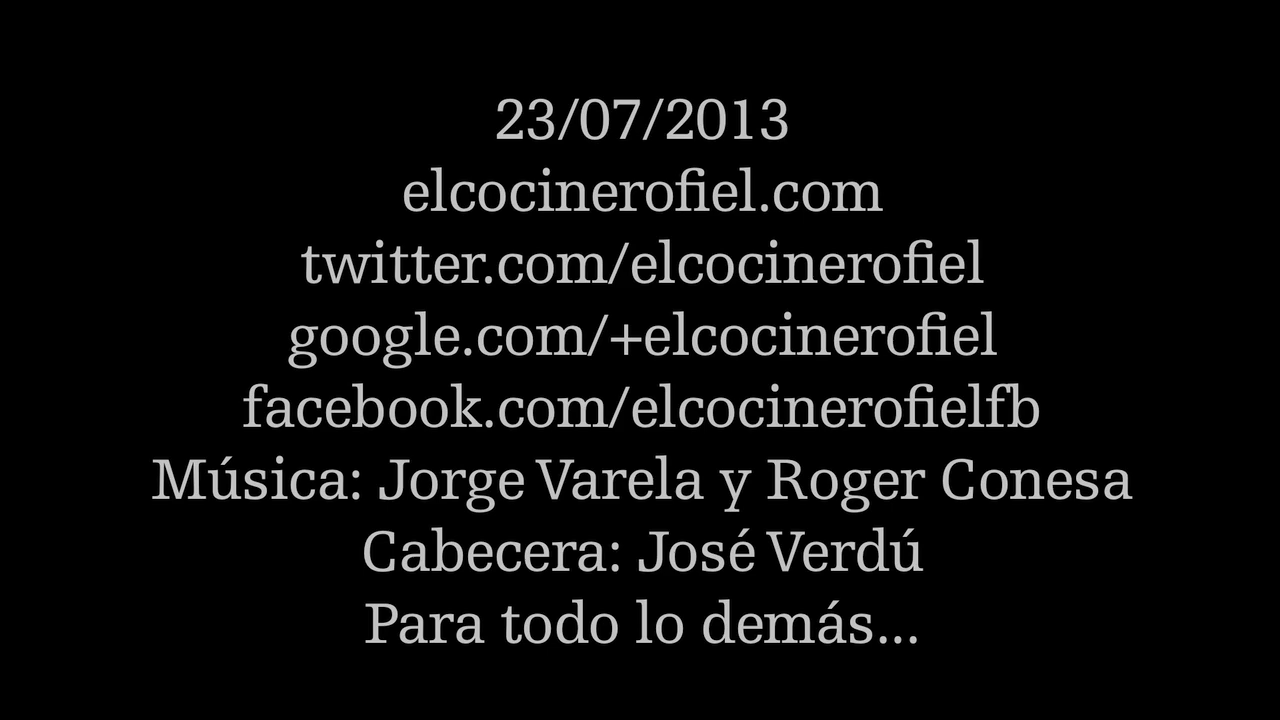 23/07/2013
elcocinerofiel.com
twitter.com/elcocinerofiel
google.com/+elcocinerofiel
facebook.com/elcocinerofielfb
Música: Jorge Varela y Roger Conesa
Cabecera: José Verdú
Para todo lo demás...